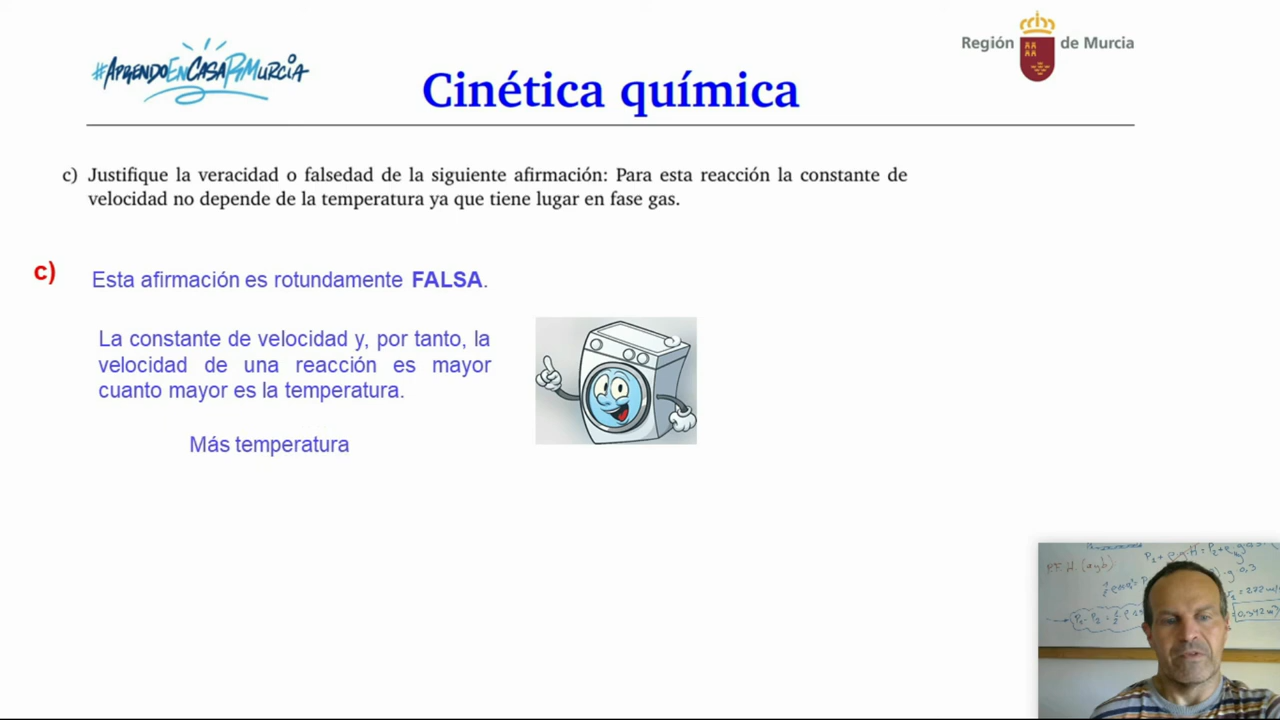 #APRENDOENCASARMURCIA
Región de Murcia
Cinética química
c) Justifique la veracidad o falsedad de la siguiente afirmación: Para esta reacción la constante de
velocidad no depende de la temperatura ya que tiene lugar en fase gas.
c) Esta afirmación es rotundamente FALSA.
La constante de velocidad y, por tanto, la
velocidad de una reacción es mayor
cuanto mayor es la temperatura.
Más temperatura